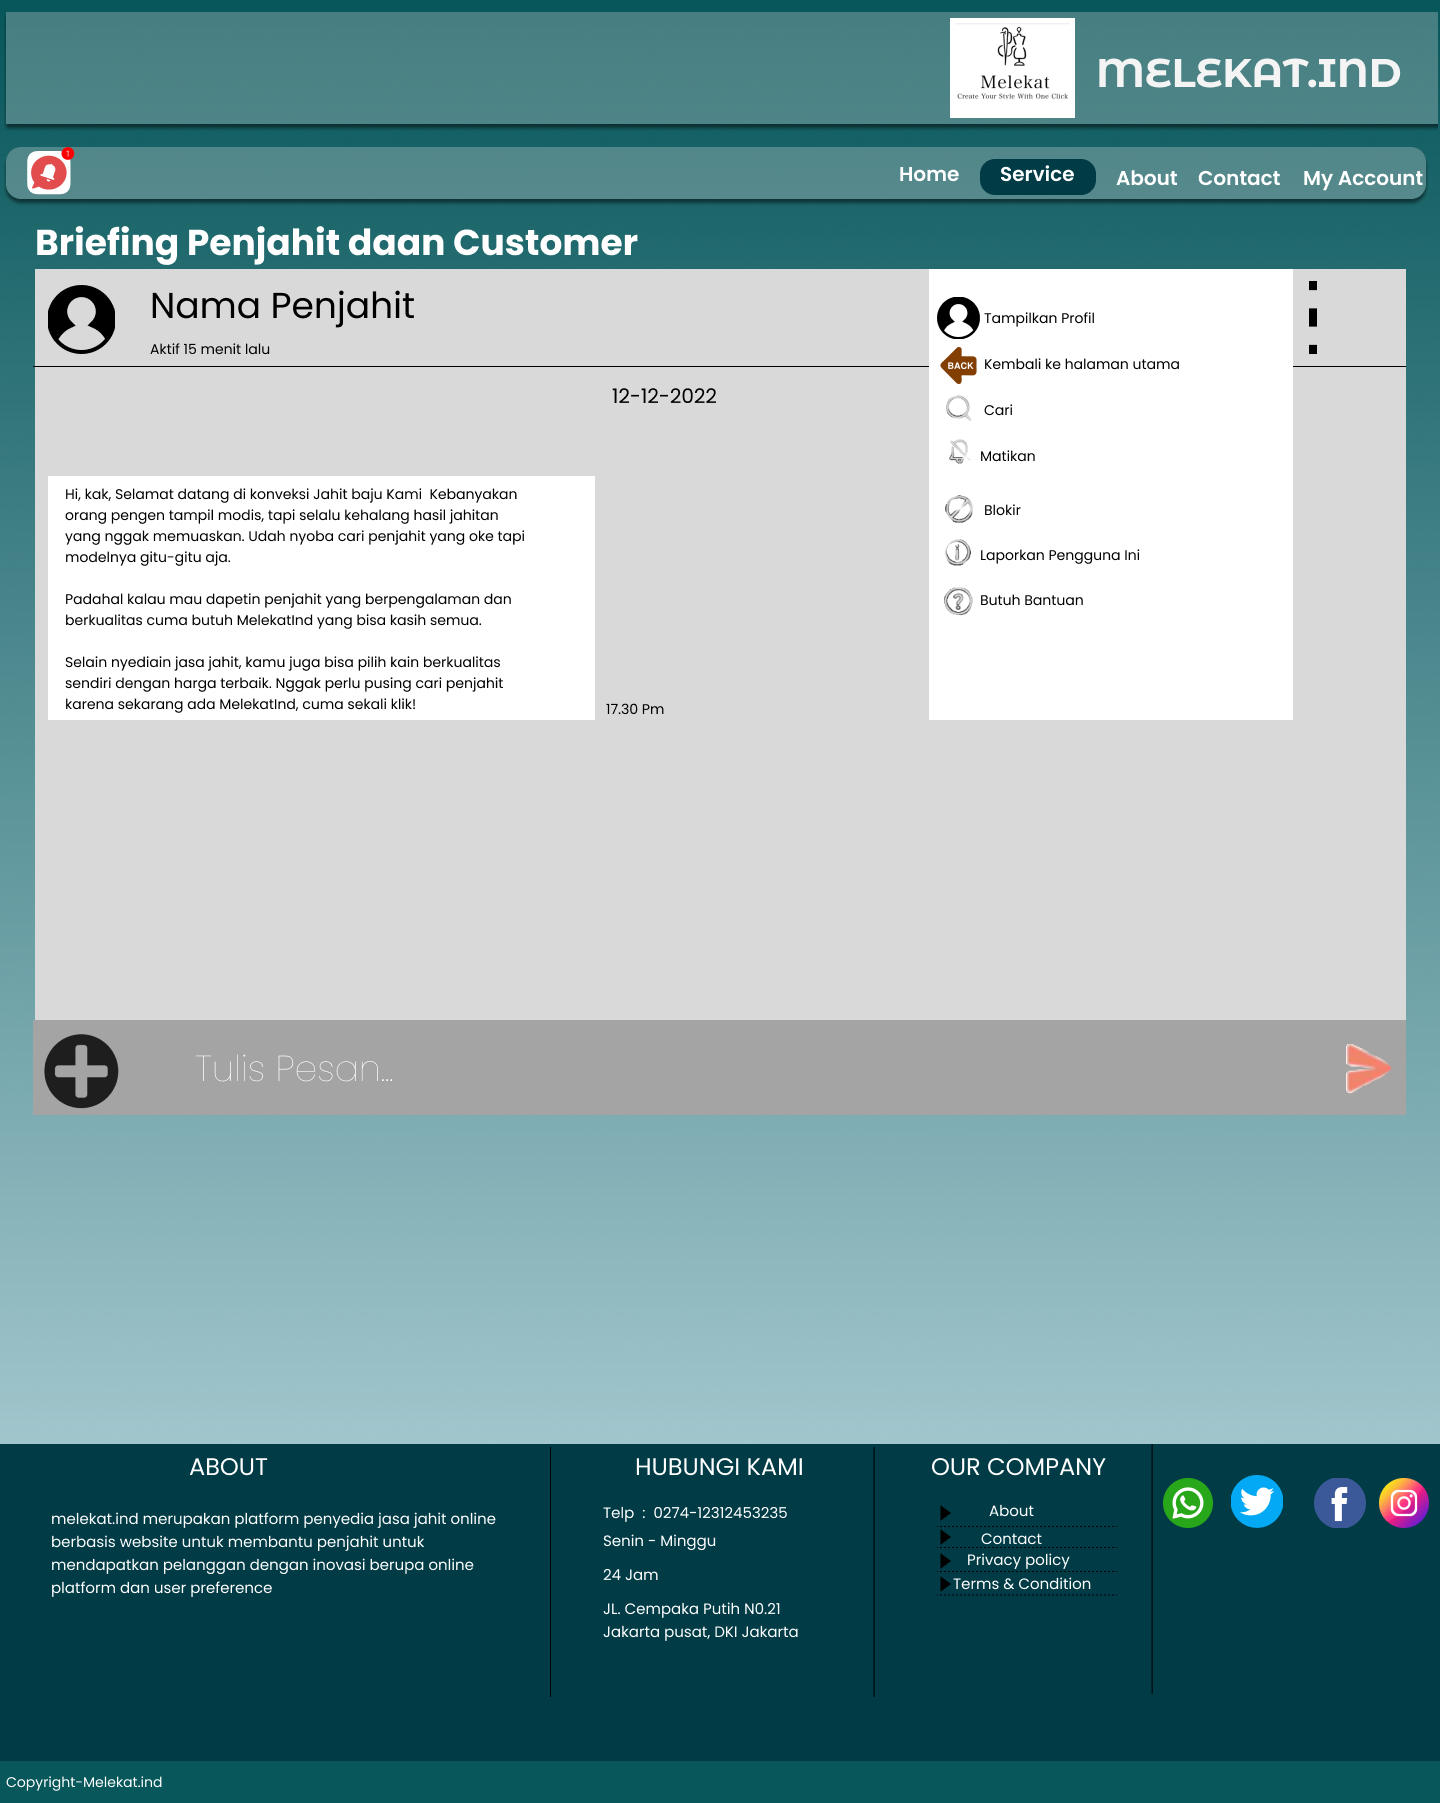 Melekat
Create Your Style With One Click
MELEKAT.IND
1
Home
Service
About
Contact
My Account
Briefing Penjahit daan Customer
Nama Penjahit
Aktif 15 menit lalu
Tampilkan Profil
BACK
Kembali ke halaman utama
Cari
Matikan
Blokir
Laporkan Pengguna Ini
Butuh Bantuan
12-12-2022
Hi, kak, Selamat datang di konveksi Jahit baju Kami  Kebanyakan
orang pengen tampil modis, tapi selalu kehalang hasil jahitan
yang nggak memuaskan. Udah nyoba cari penjahit yang oke tapi
modelnya gitu-gitu aja.
Padahal kalau mau dapetin penjahit yang berpengalaman dan
berkualitas cuma butuh MelekatInd yang bisa kasih semua.
Selain nyediain jasa jahit, kamu juga bisa pilih kain berkualitas
sendiri dengan harga terbaik. Nggak perlu pusing cari penjahit
karena sekarang ada MelekatInd, cuma sekali klik!
17.30 Pm
Tulis Pesan...
ABOUT
melekat.ind merupakan platform penyedia jasa jahit online
berbasis website untuk membantu penjahit untuk
mendapatkan pelanggan dengan inovasi berupa online
platform dan user preference
HUBUNGI KAMI
Telp  :  0274-12312453235
Senin - Minggu
24 Jam
JL. Cempaka Putih N0.21
Jakarta pusat, DKI Jakarta
OUR COMPANY
About
Contact
Privacy policy
Terms & Condition
Copyright-Melekat.ind